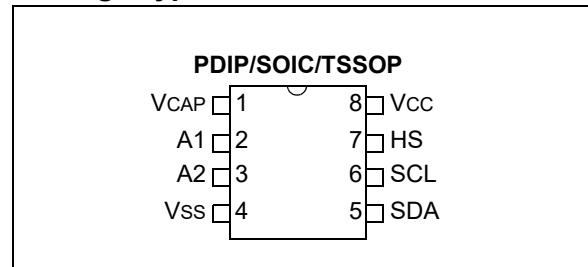 PDIP/SOIC/TSSOP
VCAP 1 8 VCC
A1 2 7 HS
A2 3 6 SCL
VSS 4 5 SDA